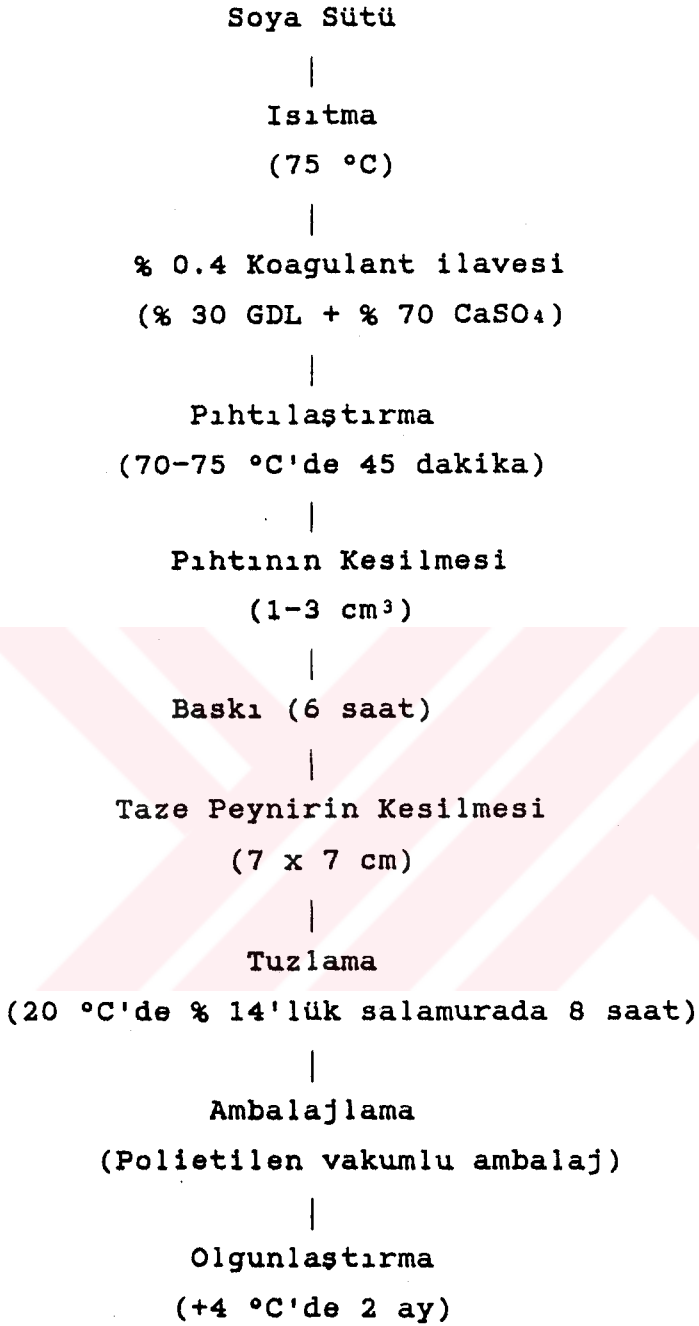 Soya Sütü
Isıtma
(75 °C)
% 0.4 Koagulant ilavesi
(% 30 GDL + % 70 CaSO₄)
Pıhtılaştırma
(70-75 °C'de 45 dakika)
Pıhtının Kesilmesi
(1-3 cm³)
Baskı (6 saat)
Taze Peynirin Kesilmesi
(7 x 7 cm)
Tuzlama
(20 °C'de % 14'lük salamurada 8 saat)
Ambalajlama
(Polietilen vakumlu ambalaj)
Olgunlaştırma
(+4 °C'de 2 ay)